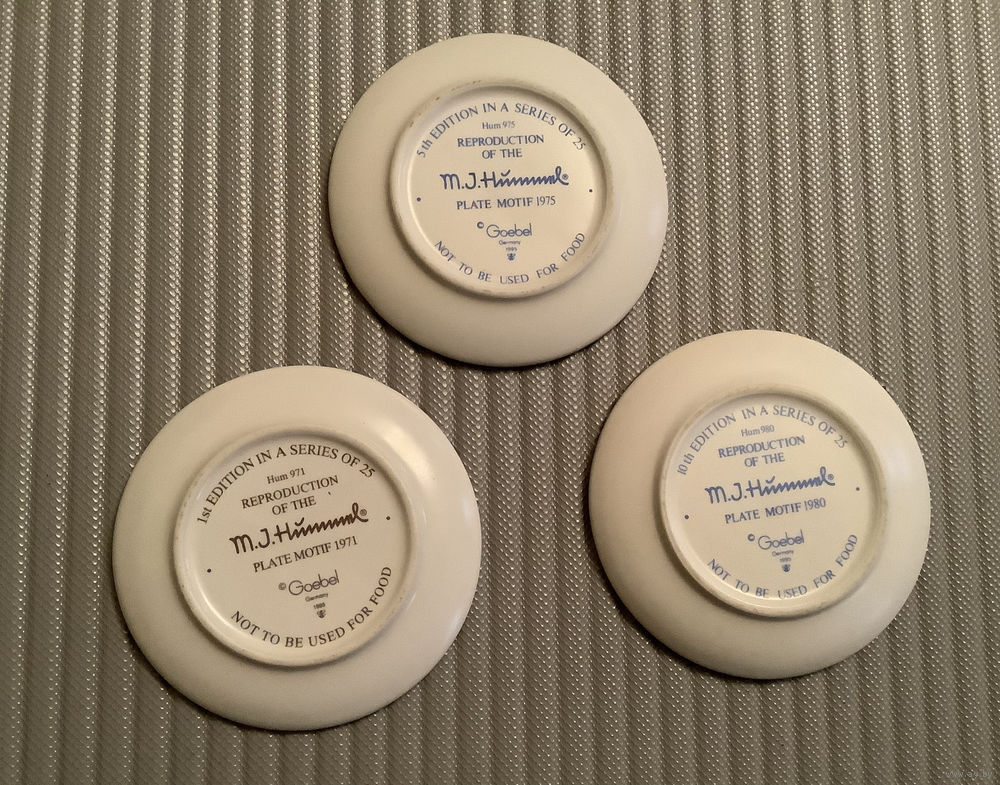 5th EDITION IN A SERIES OF 25
Hum 975
REPRODUCTION
OF THE
M.J.Hummel®
PLATE MOTIF 1975
© Goebel
Germany
1995
NOT TO BE USED FOR FOOD
1st EDITION IN A SERIES OF 25
Hum 971
REPRODUCTION
OF THE
M.J.Hummel®
PLATE MOTIF 1971
© Goebel
Germany
1995
NOT TO BE USED FOR FOOD
10th EDITION IN A SERIES OF 25
Hum 980
REPRODUCTION
OF THE
M.J.Hummel®
PLATE MOTIF 1980
© Goebel
Germany
1995
NOT TO BE USED FOR FOOD
www.ay.by